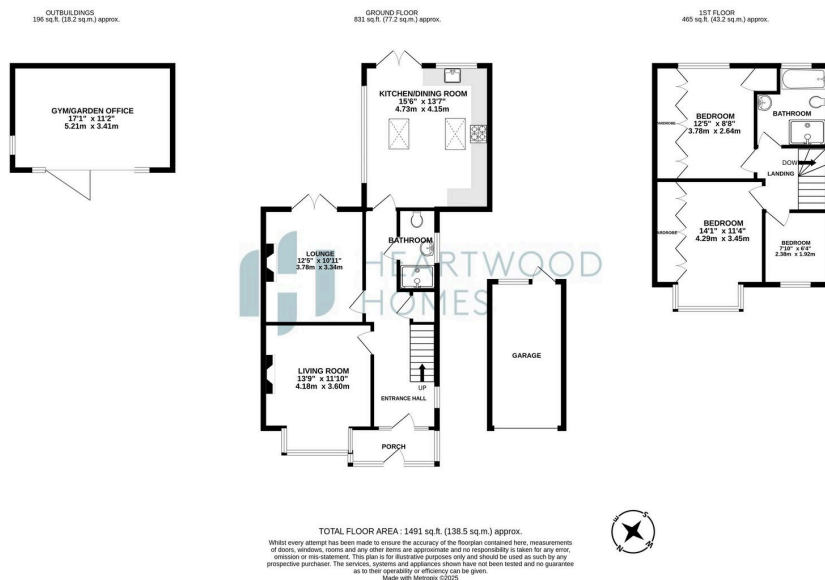 OUTBUILDINGS
196 sq.ft. (18.2 sq.m.) approx.
GYM/GARDEN OFFICE
17'1" x 11'2"
5.21m x 3.41m
GROUND FLOOR
831 sq.ft. (77.2 sq.m.) approx.
KITCHEN/DINING ROOM
15'6" x 13'7"
4.73m x 4.15m
BATHROOM
LOUNGE
12'5" x 10'11"
3.78m x 3.34m
LIVING ROOM
13'9" x 11'10"
4.18m x 3.60m
UP
ENTRANCE HALL
PORCH
GARAGE
HEARTWOOD
HOMES
1ST FLOOR
465 sq.ft. (43.2 sq.m.) approx.
BEDROOM
12'5" x 8'8"
3.78m x 2.64m
BATHROOM
DOW
LANDING
BEDROOM
14'1" x 11'4"
4.29m x 3.45m
BEDROOM
7'10" x 6'4"
2.38m x 1.92m
TOTAL FLOOR AREA : 1491 sq.ft. (138.5 sq.m.) approx.
Whilst every attempt has been made to ensure the accuracy of the floorplan contained here, measurements
of doors, windows, rooms and any other items are approximate and no responsibility is taken for any error,
omission or mis-statement. This plan is for illustrative purposes only and should be used as such by any
prospective purchaser. The services, systems and appliances shown have not been tested and no guarantee
as to their operability or efficiency can be given.
Made with Metropix ©2025
E
S
N
W